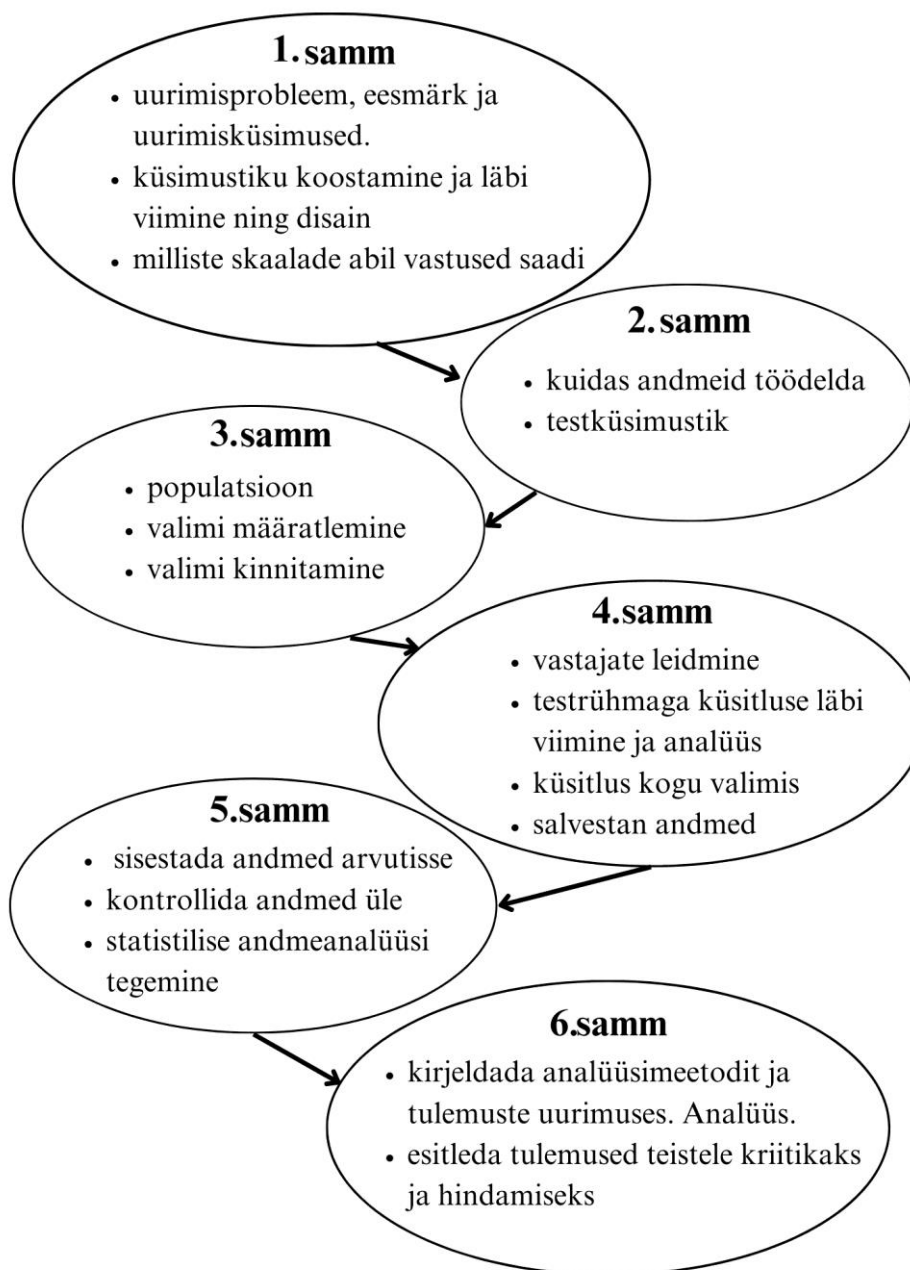 1.samm
• uurimisprobleem, eesmärk ja
uurimisküsimused.
• küsimustiku koostamine ja läbi
viimine ning disain
• milliste skaalade abil vastused saadi
2.samm
• kuidas andmeid töödelda
• testküsimustik
3.samm
• populatsioon
• valimi määratlemine
• valimi kinnitamine
4.samm
• vastajate leidmine
• testrühmaga küsitluse läbi
viimine ja analüüs
• küsitlus kogu valimis
• salvestan andmed
5.samm
• sisestada andmed arvutisse
• kontrollida andmed üle
• statistilise andmeanalüüsi
tegemine
6.samm
• kirjeldada analüüsimeetodit ja
tulemuste uurimuses. Analüüs.
• esitleda tulemused teistele kriitikaks
ja hindamiseks